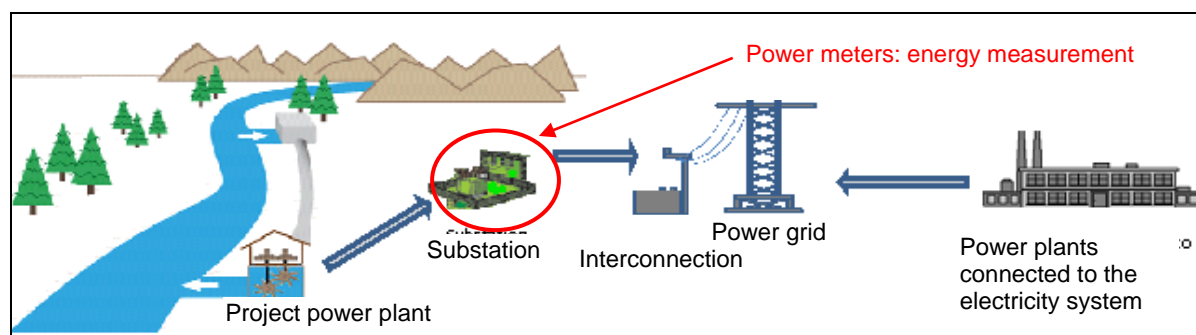 Power meters: energy measurement
Substation
Interconnection
Power grid
Project power plant
Power plants
connected to the
electricity system